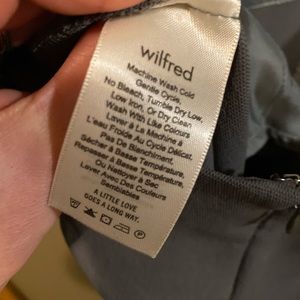 wilfred
Machine Wash Cold
Gentle Cycle,
No Bleach, Tumble Dry Low,
Low Iron, Or Dry Clean
Wash With Like Colours
Laver À La Machine À
L'eau Froide Au Cycle Délicat.
Pas De Blanchiment.
Sécher À Basse Température,
Repasser À Basse Température,
Ou Nettoyer À Sec
Laver Avec Des Couleurs
Semblables
A LITTLE LOVE
GOES A LONG WAY.